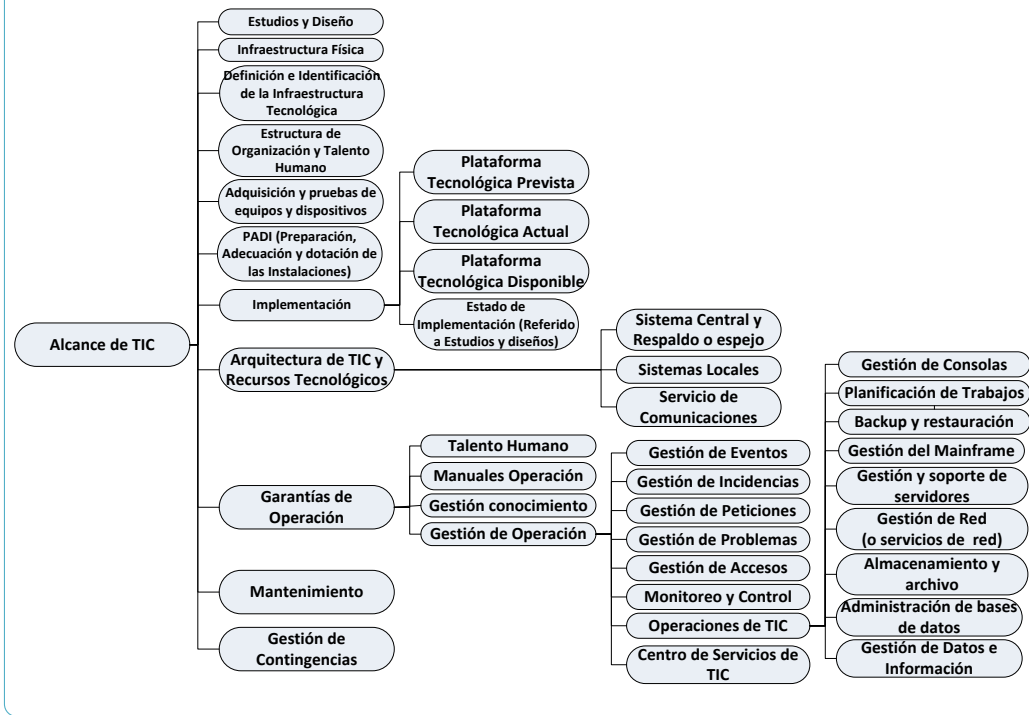 Alcance de TIC
Estudios y Diseño
Infraestructura Física
Definición e Identificación
de la Infraestructura
Tecnológica
Estructura de
Organización y Talento
Humano
Adquisición y pruebas de
equipos y dispositivos
PADI (Preparación,
Adecuación y dotación de
las Instalaciones)
Implementación
Plataforma
Tecnológica Prevista
Plataforma
Tecnológica Actual
Plataforma
Tecnológica Disponible
Estado de
Implementación (Referido
a Estudios y diseños)
Arquitectura de TIC y
Recursos Tecnológicos
Sistema Central y
Respaldo o espejo
Sistemas Locales
Servicio de
Comunicaciones
Garantías de
Operación
Talento Humano
Manuales Operación
Gestión conocimiento
Gestión de Operación
Gestión de Eventos
Gestión de Incidencias
Gestión de Peticiones
Gestión de Problemas
Gestión de Accesos
Monitoreo y Control
Operaciones de TIC
Centro de Servicios de
TIC
Gestión de Consolas
Planificación de Trabajos
Backup y restauración
Gestión del Mainframe
Gestión y soporte de
servidores
Gestión de Red
(o servicios de  red)
Almacenamiento y
archivo
Administración de bases
de datos
Gestión de Datos e
Información
Mantenimiento
Gestión de
Contingencias